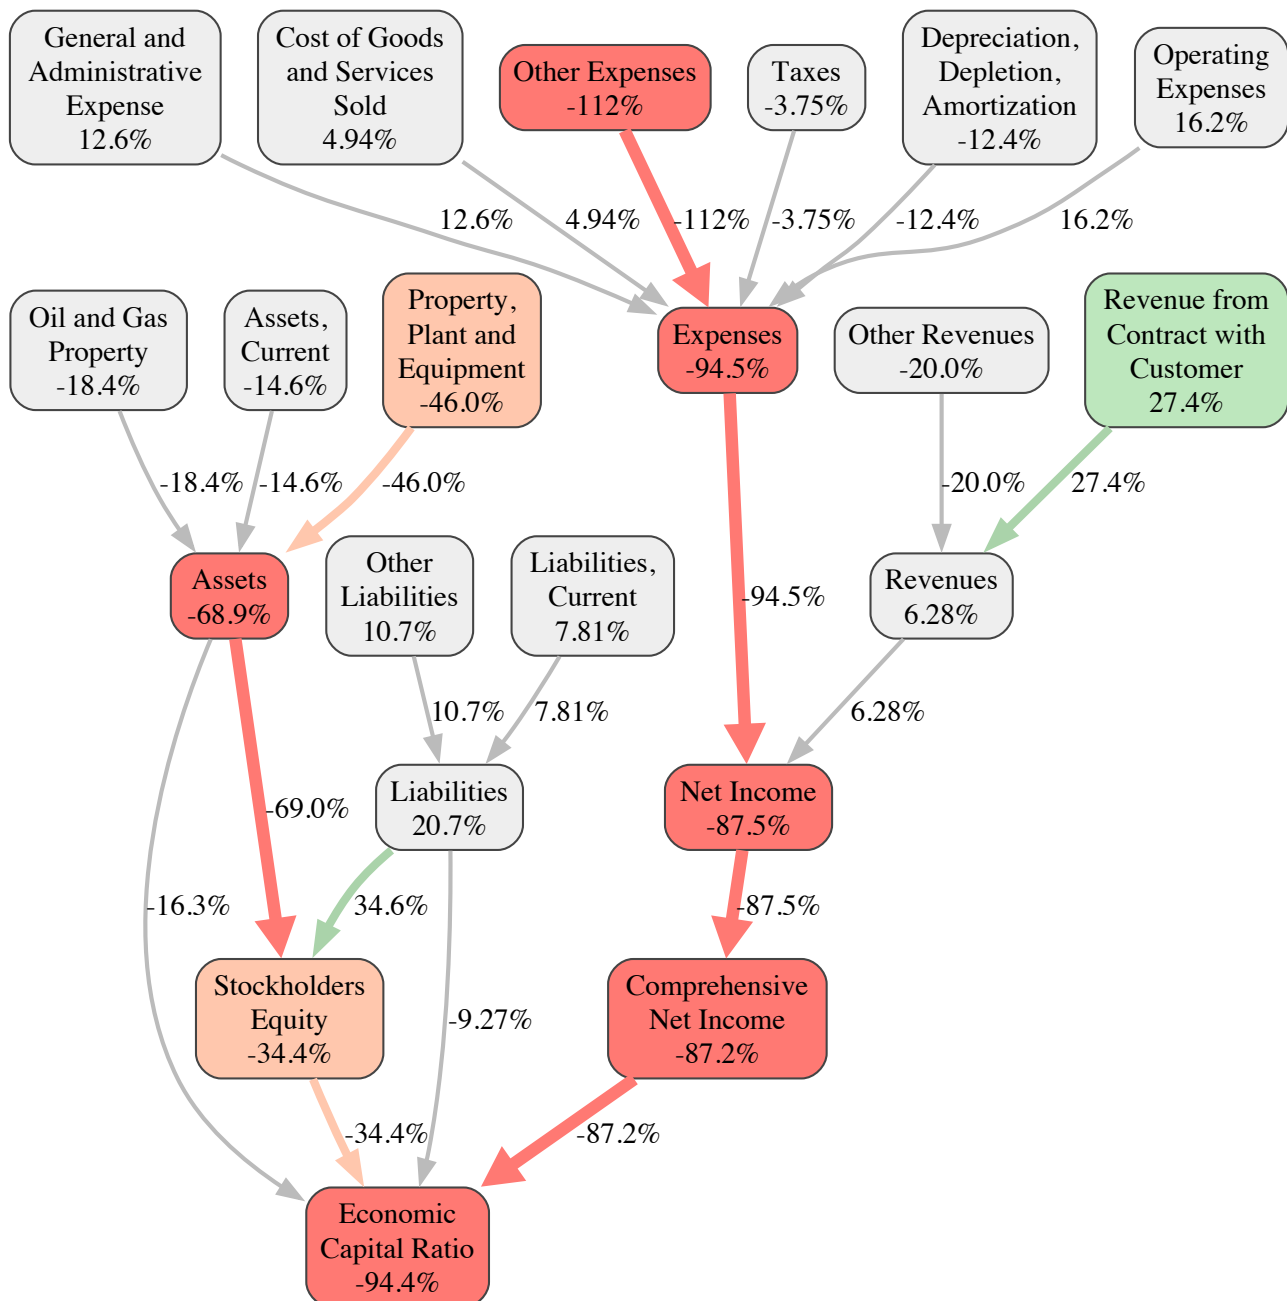 General and
Administrative
Expense
12.6%
Cost of Goods
and Services
Sold
4.94%
Other Expenses
-112%
Taxes
-3.75%
Depreciation,
Depletion,
Amortization
-12.4%
Operating
Expenses
16.2%
12.6%
4.94%
-112%
-3.75%
-12.4%
16.2%
Oil and Gas
Property
-18.4%
Assets,
Current
-14.6%
Property,
Plant and
Equipment
-46.0%
Expenses
-94.5%
Other Revenues
-20.0%
Revenue from
Contract with
Customer
27.4%
-18.4%
-14.6%
-46.0%
-20.0%
27.4%
Assets
-68.9%
Other
Liabilities
10.7%
Liabilities,
Current
7.81%
-94.5%
Revenues
6.28%
10.7%
7.81%
6.28%
-69.0%
Liabilities
20.7%
Net Income
-87.5%
-16.3%
34.6%
-87.5%
Stockholders
Equity
-34.4%
-9.27%
Comprehensive
Net Income
-87.2%
-34.4%
-87.2%
Economic
Capital Ratio
-94.4%